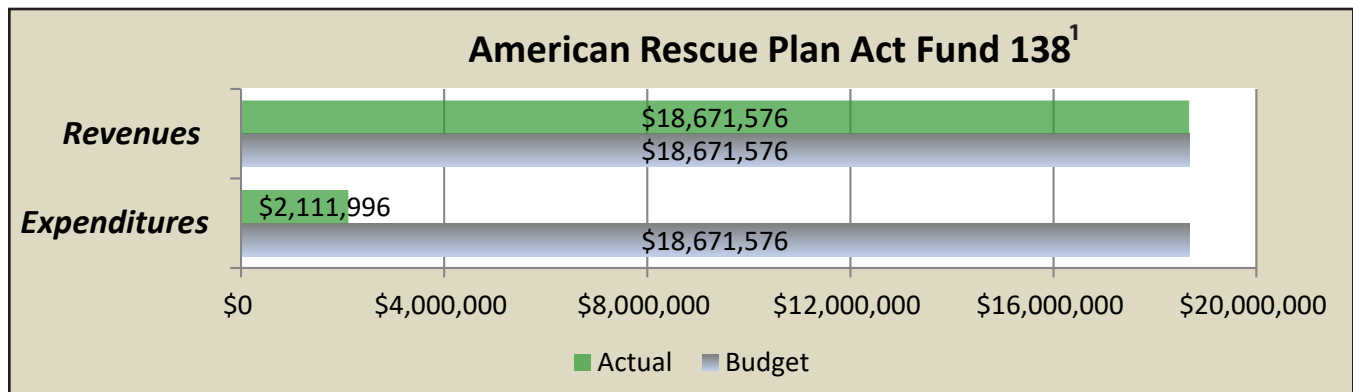 American Rescue Plan Act Fund 138¹
Revenues
$18,671,576
$18,671,576
Expenditures
$2,111,996
$18,671,576
$0 $4,000,000 $8,000,000 $12,000,000 $16,000,000 $20,000,000
Actual Budget